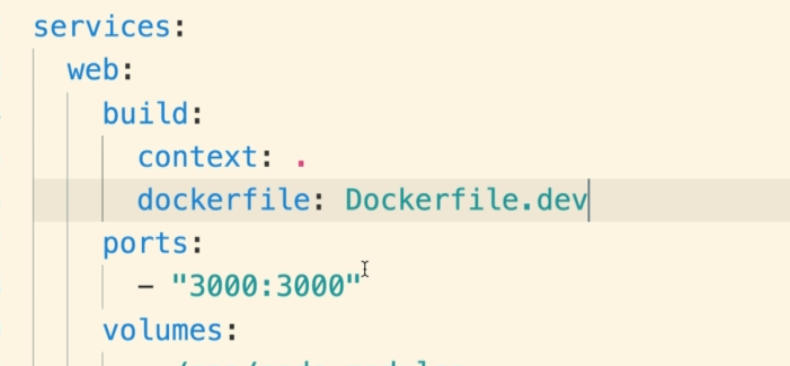 services:
  web:
    build:
      context: .
      dockerfile: Dockerfile.dev
    ports:
      - "3000:3000"
    volumes: